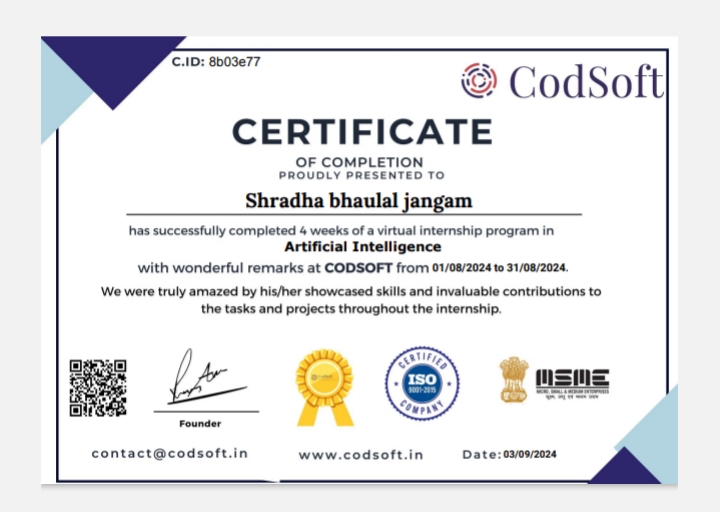 C.ID: 8b03e77
CodSoft
CERTIFICATE
OF COMPLETION
PROUDLY PRESENTED TO
Shradha bhaulal jangam
has successfully completed 4 weeks of a virtual internship program in
Artificial Intelligence
with wonderful remarks at CODSOFT from 01/08/2024 to 31/08/2024.
We were truly amazed by his/her showcased skills and invaluable contributions to
the tasks and projects throughout the internship.
CERTIFIED
ISO
9001-2015
COMPANY
MSME
MICRO, SMALL & MEDIUM ENTERPRISES
सूक्ष्म, लघु एवं मध्यम उद्यम
Founder
contact@codsoft.in
www.codsoft.in
Date: 03/09/2024